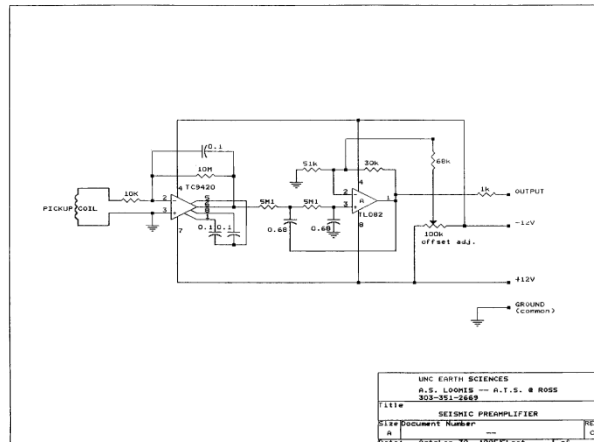 0.1
10M
TC9420
10K
PICKUP COIL
4
2
3
7
5
8
1
0.1
0.1
5M1
5M1
0.68
0.68
51k
30k
68k
4
2
A
3
1
TL082
8
1k
OUTPUT
-12V
100k
offset adj.
+12V
GROUND
(common)
UNC EARTH SCIENCES
A.S. LOOMIS -- A.T.S. @ ROSS
303-351-2669
Title
SEISMIC PREAMPLIFIER
Size Document Number
A --